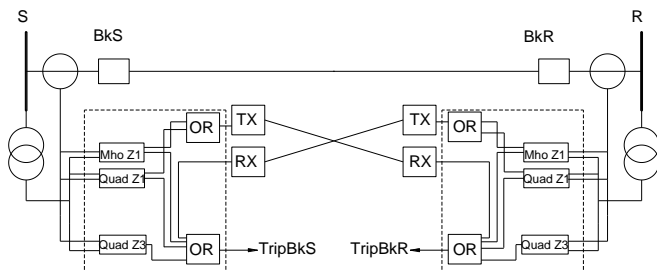 S
R
BkS
BkR
OR
TX
TX
OR
Mho Z1
RX
RX
Mho Z1
Quad Z1
Quad Z1
Quad Z3
OR
TripBkS
TripBkR
OR
Quad Z3